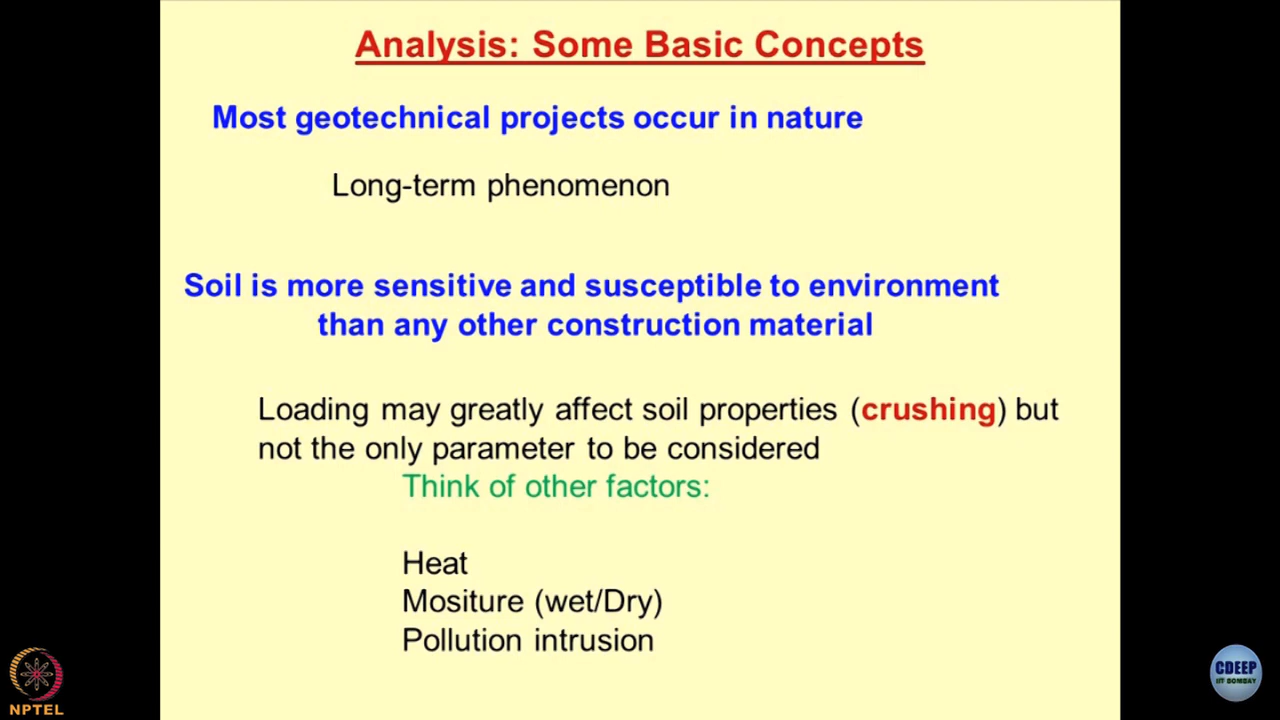 Analysis: Some Basic Concepts
Most geotechnical projects occur in nature
Long-term phenomenon
Soil is more sensitive and susceptible to environment
than any other construction material
Loading may greatly affect soil properties (crushing) but
not the only parameter to be considered
Think of other factors:
Heat
Mositure (wet/Dry)
Pollution intrusion
NPTEL
CDEEP
IIT BOMBAY